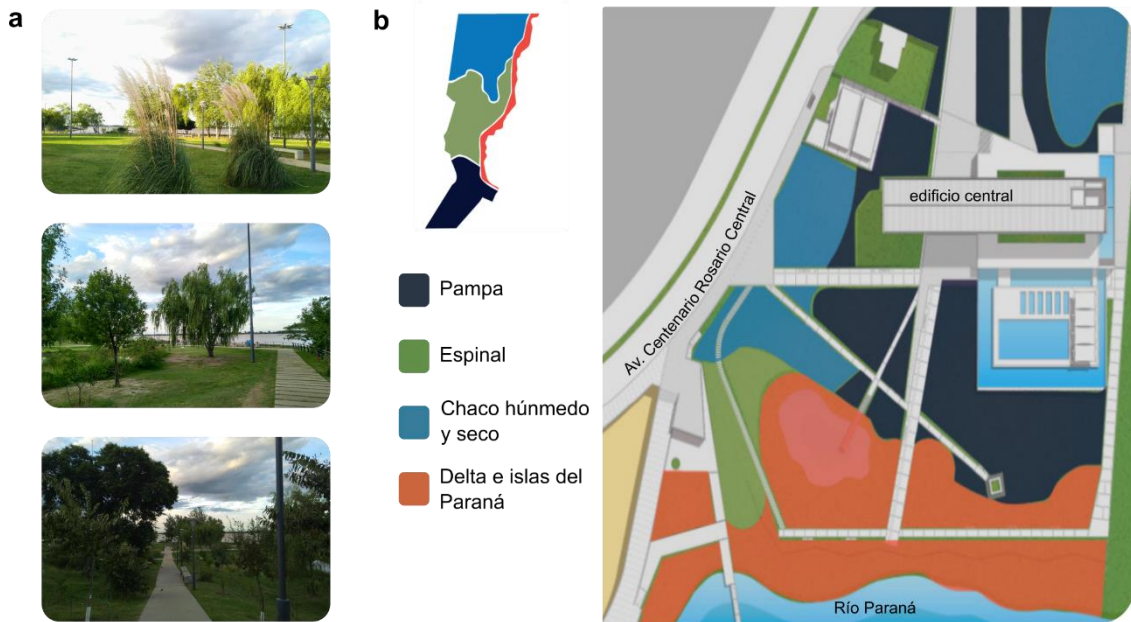 a
b
Pampa
Espinal
Chaco húnmedo
y seco
Delta e islas del
Paraná
edificio central
Av. Centenario Rosario Central
Río Paraná